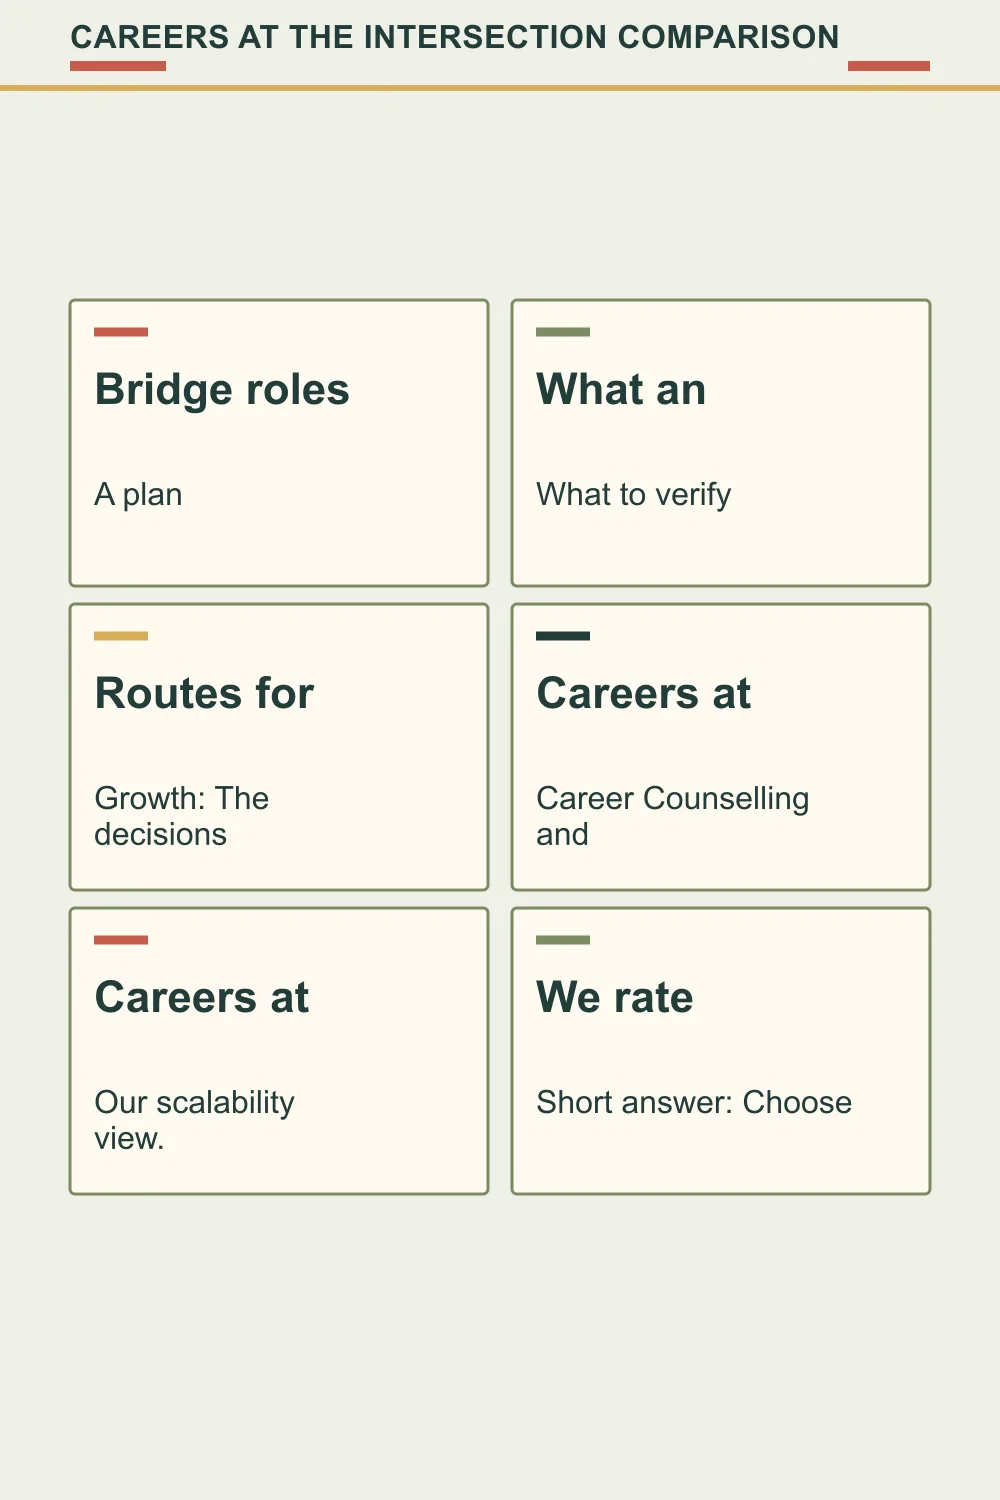 CAREERS AT THE INTERSECTION COMPARISON
Bridge roles
A plan
What an
What to verify
Routes for
Growth: The
decisions
Careers at
Career Counselling
and
Careers at
Our scalability
view.
We rate
Short answer: Choose